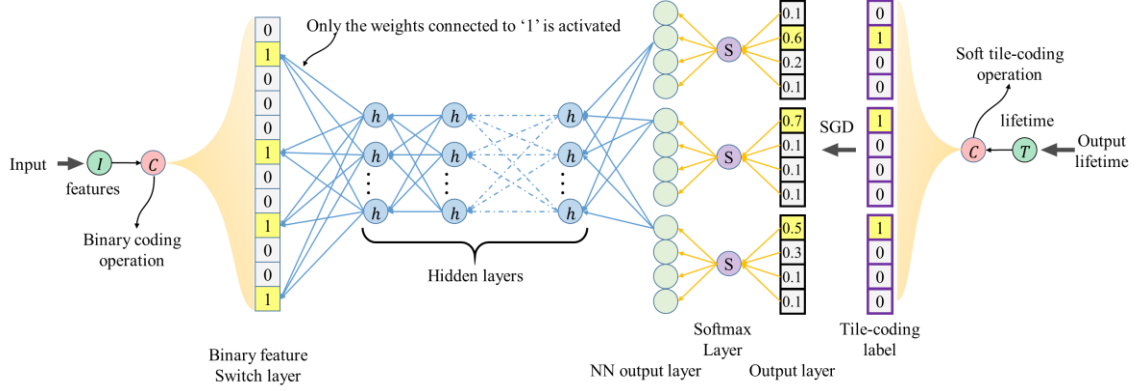 Only the weights connected to ‘1’ is activated
Input
I
features
C
Binary coding
operation
0
1
0
0
0
1
0
0
1
0
0
1
Binary feature
Switch layer
h
h
h
h
h
h
h
h
h
Hidden layers
NN output layer
S
S
S
Softmax
Layer
0.1
0.6
0.2
0.1
0.7
0.1
0.1
0.1
0.5
0.3
0.1
0.1
Output layer
SGD
0
1
0
0
1
0
0
0
1
0
0
0
Tile-coding
label
Soft tile-coding
operation
C
lifetime
T
Output
lifetime